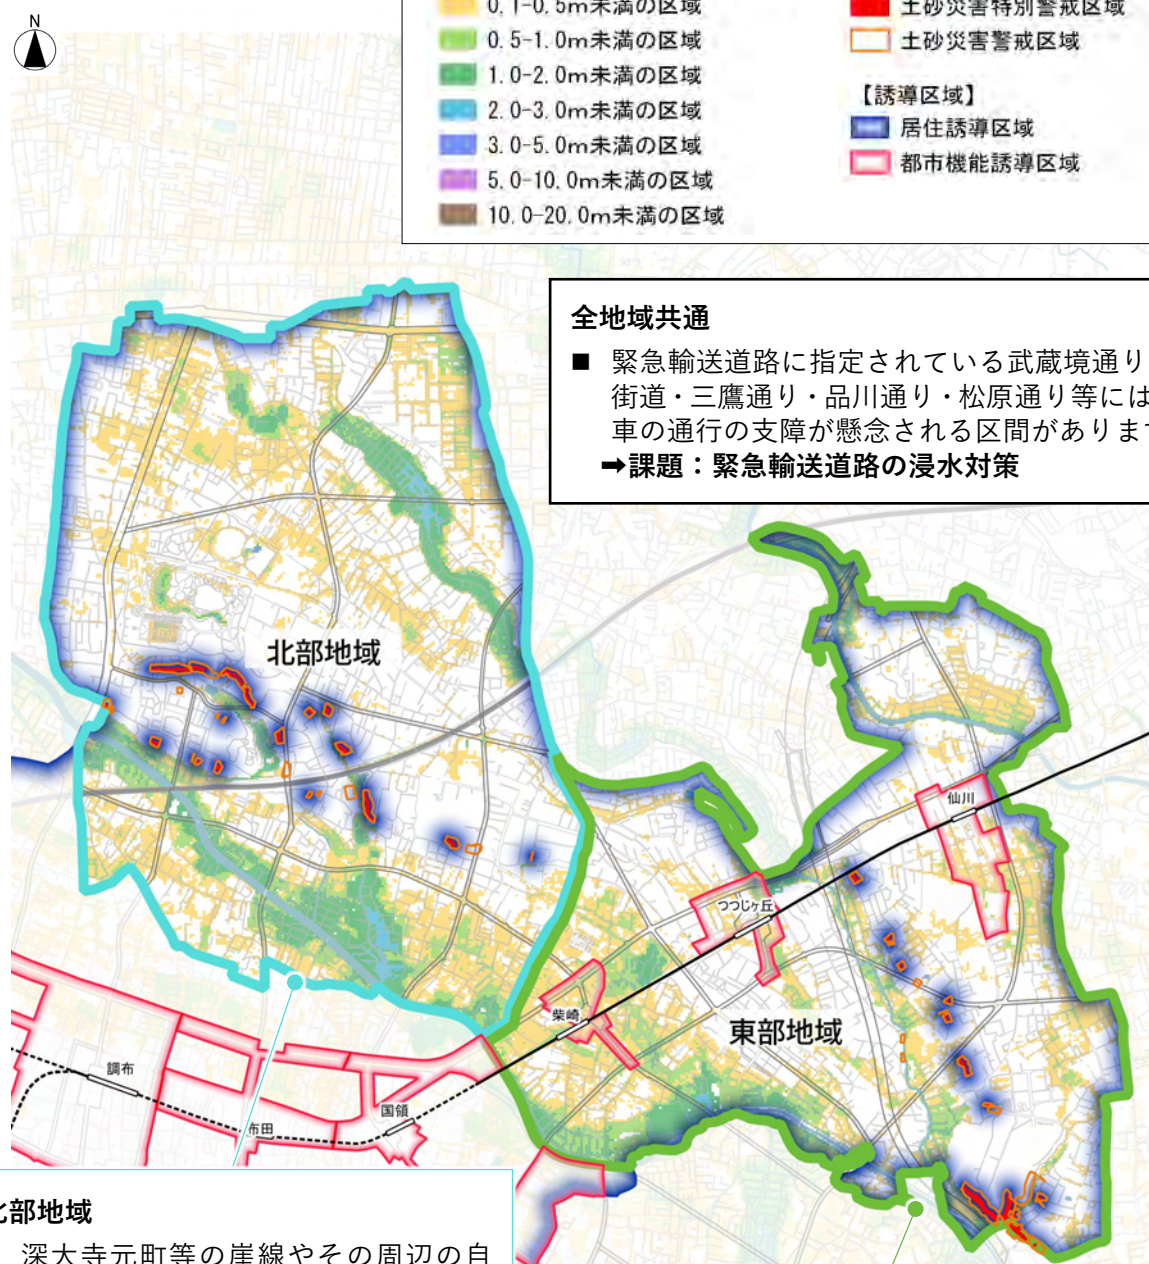 N
0.1-0.5m未満の区域
0.5-1.0m未満の区域
1.0-2.0m未満の区域
2.0-3.0m未満の区域
3.0-5.0m未満の区域
5.0-10.0m未満の区域
10.0-20.0m未満の区域
土砂災害特別警戒区域
土砂災害警戒区域
【誘導区域】
居住誘導区域
都市機能誘導区域
全地域共通
■ 緊急輸送道路に指定されている武蔵境通り
街道・三鷹通り・品川通り・松原通り等には
車の通行の支障が懸念される区間があります
➡課題：緊急輸送道路の浸水対策
北部地域
仙川
つつじヶ丘
柴崎
東部地域
調布
国領
布田
北部地域
深大寺元町等の崖線やその周辺の自